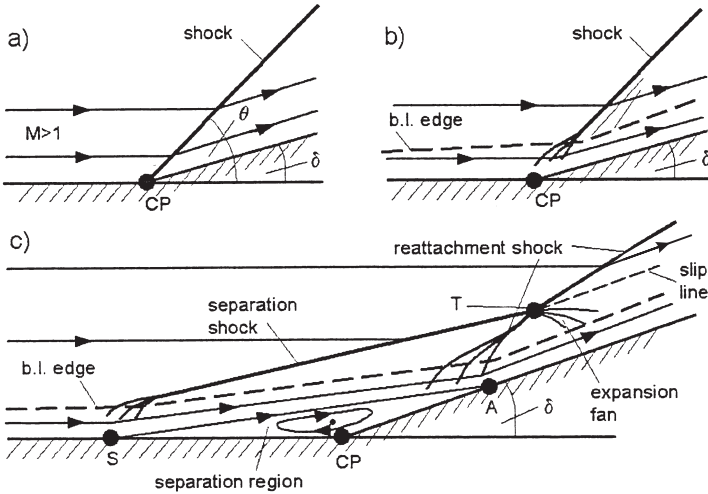 a)
shock
M>1
θ
δ
CP
b)
shock
b.l. edge
δ
CP
c)
reattachment shock
slip
line
T
separation
shock
b.l. edge
expansion
fan
A
δ
S
CP
separation region